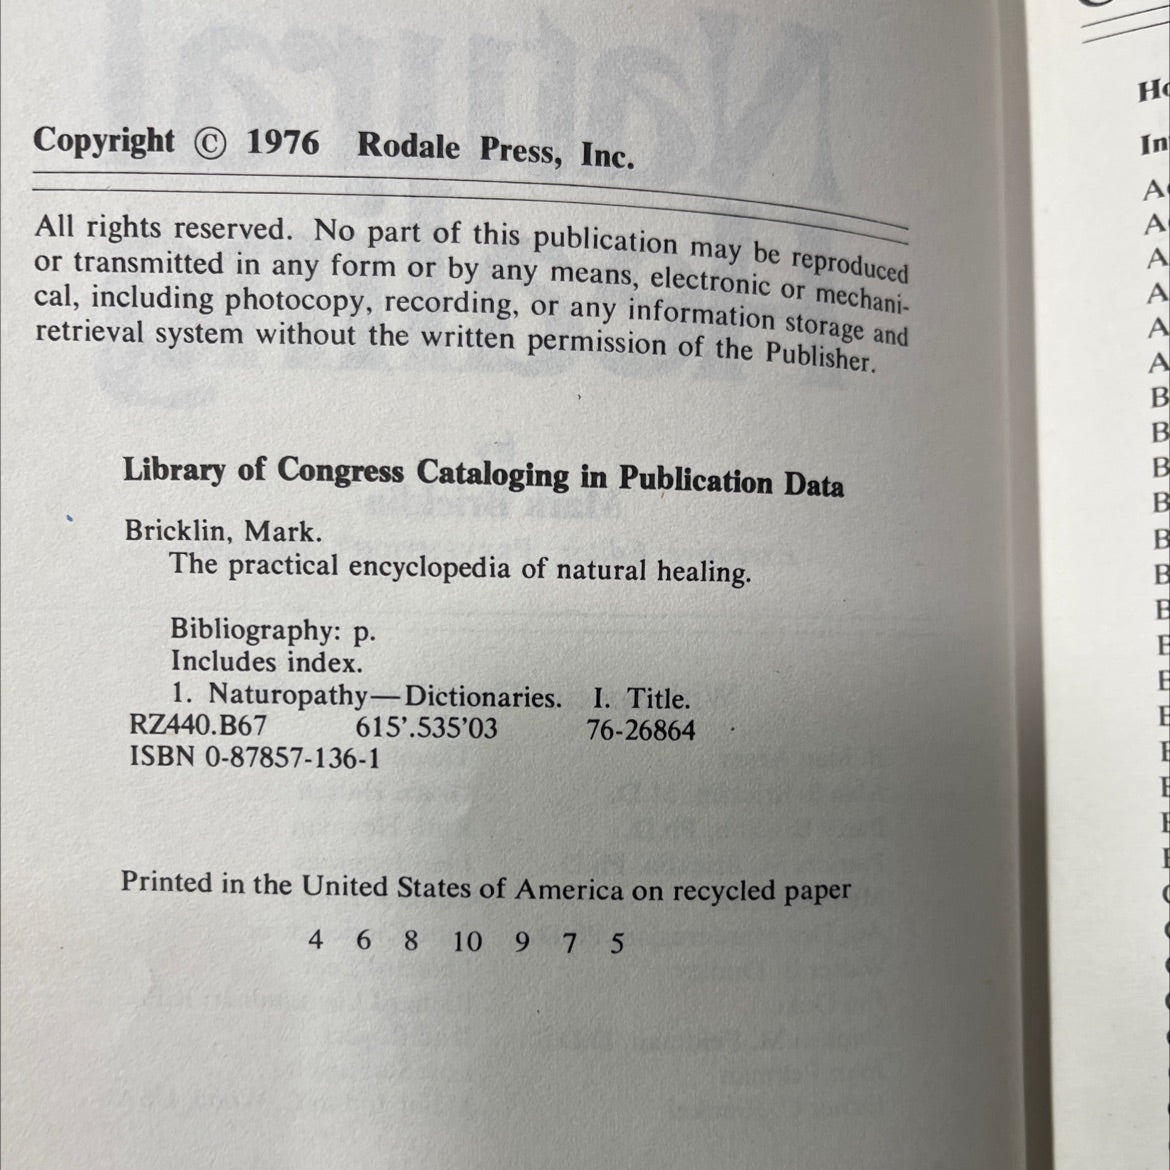 Copyright © 1976 Rodale Press, Inc.
All rights reserved. No part of this publication may be reproduced
or transmitted in any form or by any means, electronic or mechani-
cal, including photocopy, recording, or any information storage and
retrieval system without the written permission of the Publisher.
Library of Congress Cataloging in Publication Data
Bricklin, Mark.
The practical encyclopedia of natural healing.
Bibliography: p.
Includes index.
1. Naturopathy—Dictionaries. I. Title.
RZ440.B67 615'.535'03 76-26864
ISBN 0-87857-136-1
Printed in the United States of America on recycled paper
4 6 8 10 9 7 5